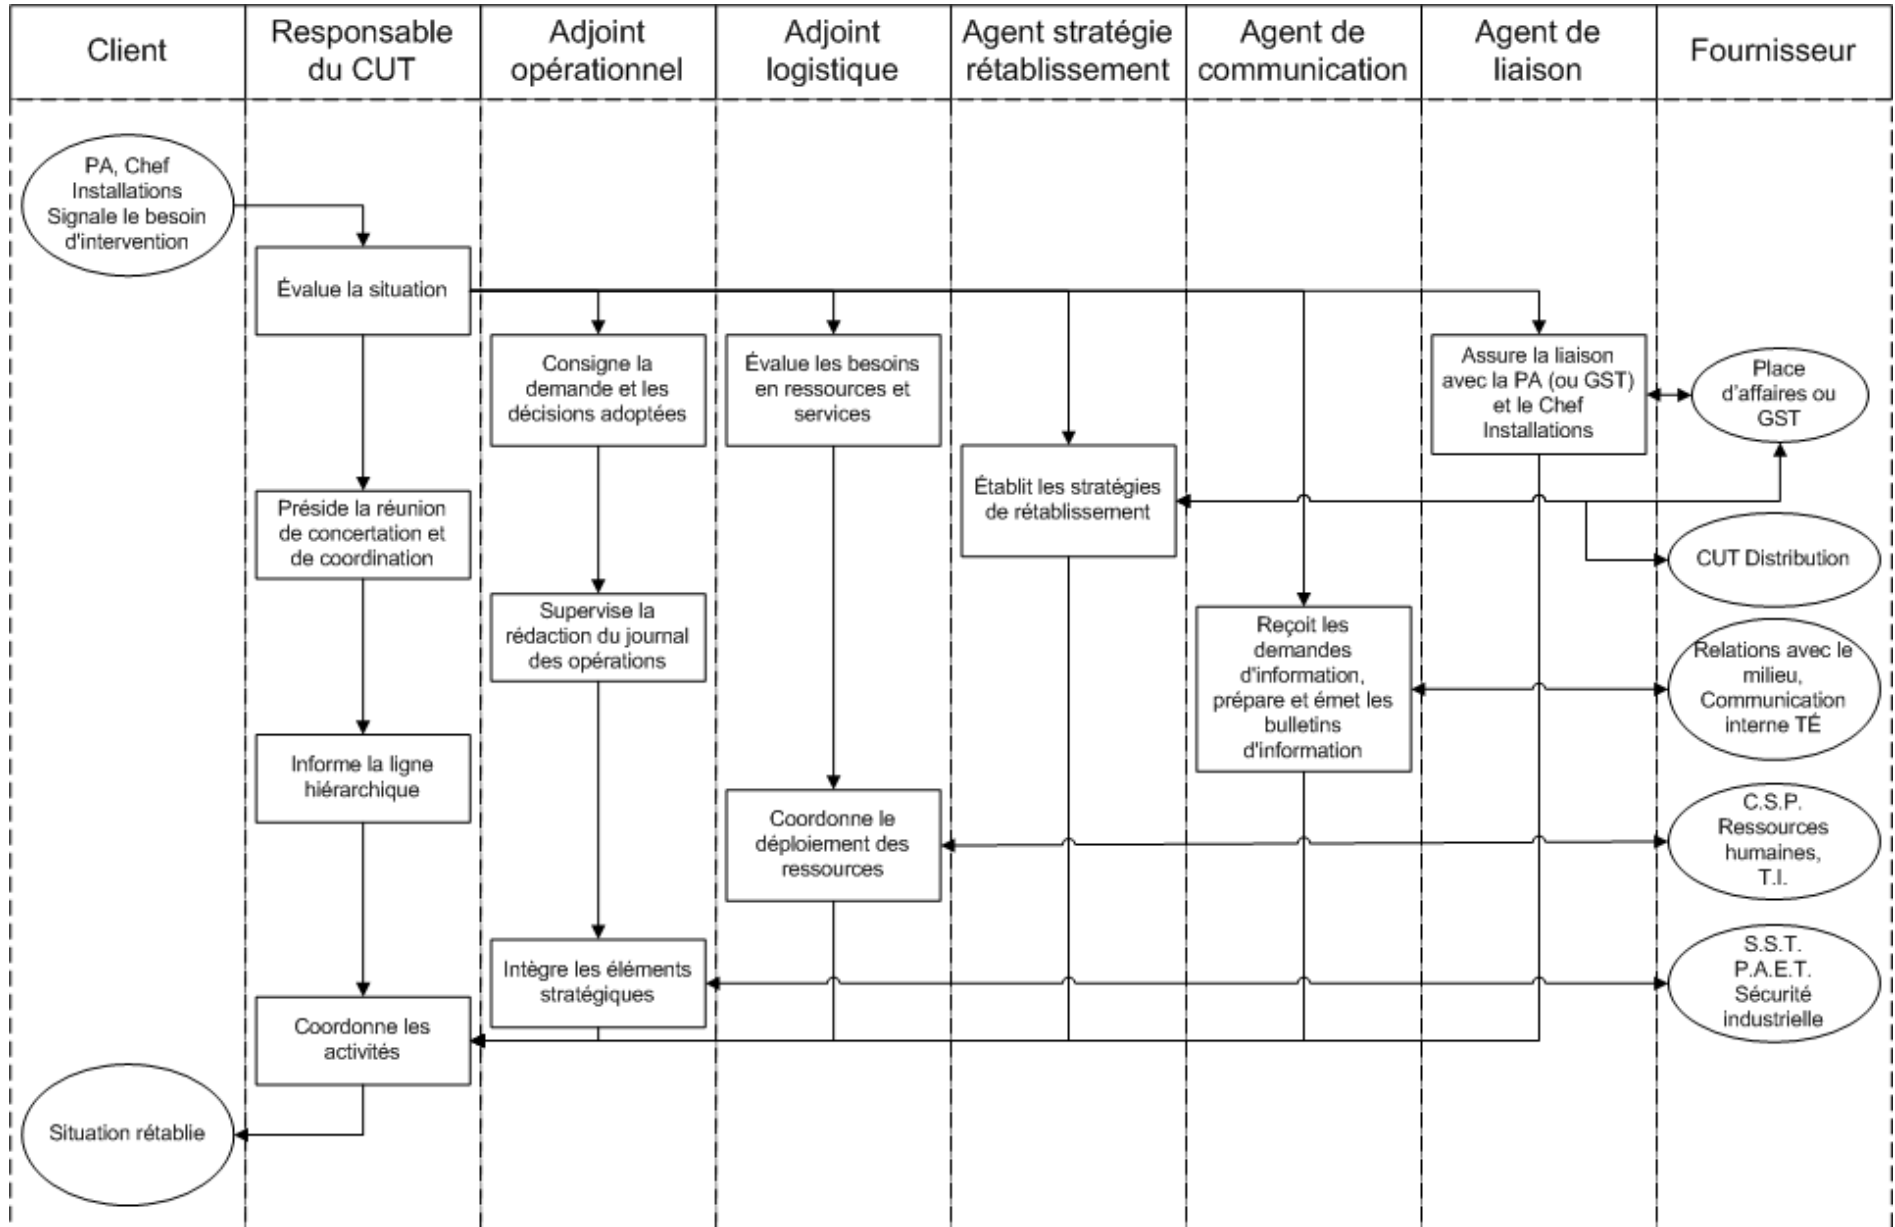 Client
Responsable
du CUT
Adjoint
opérationnel
Adjoint
logistique
Agent stratégie
rétablissement
Agent de
communication
Agent de
liaison
Fournisseur
PA, Chef
Installations
Signale le besoin
d'intervention
Évalue la situation
Consigne la
demande et les
décisions adoptées
Évalue les besoins
en ressources et
services
Assure la liaison
avec la PA (ou GST)
et le Chef
Installations
Place
d'affaires ou
GST
Établit les stratégies
de rétablissement
Préside la réunion
de concertation et
de coordination
CUT Distribution
Supervise la
rédaction du journal
des opérations
Reçoit les
demandes
d'information,
prépare et émet les
bulletins
d'information
Relations avec le
milieu,
Communication
interne TÉ
Informe la ligne
hiérarchique
Coordonne le
déploiement des
ressources
C.S.P.
Ressources
humaines,
T.I.
Intègre les éléments
stratégiques
S.S.T.
P.A.E.T.
Sécurité
industrielle
Coordonne les
activités
Situation rétablie